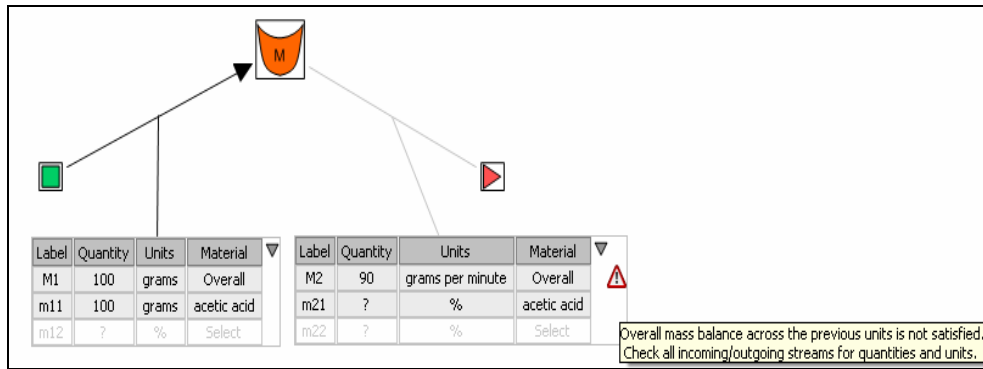 M
Label Quantity Units Material
M1 100 grams Overall
m11 100 grams acetic acid
m12 ? % Select
Label Quantity Units Material
M2 90 grams per minute Overall
m21 ? % acetic acid
m22 ? % Select
Overall mass balance across the previous units is not satisfied.
Check all incoming/outgoing streams for quantities and units.